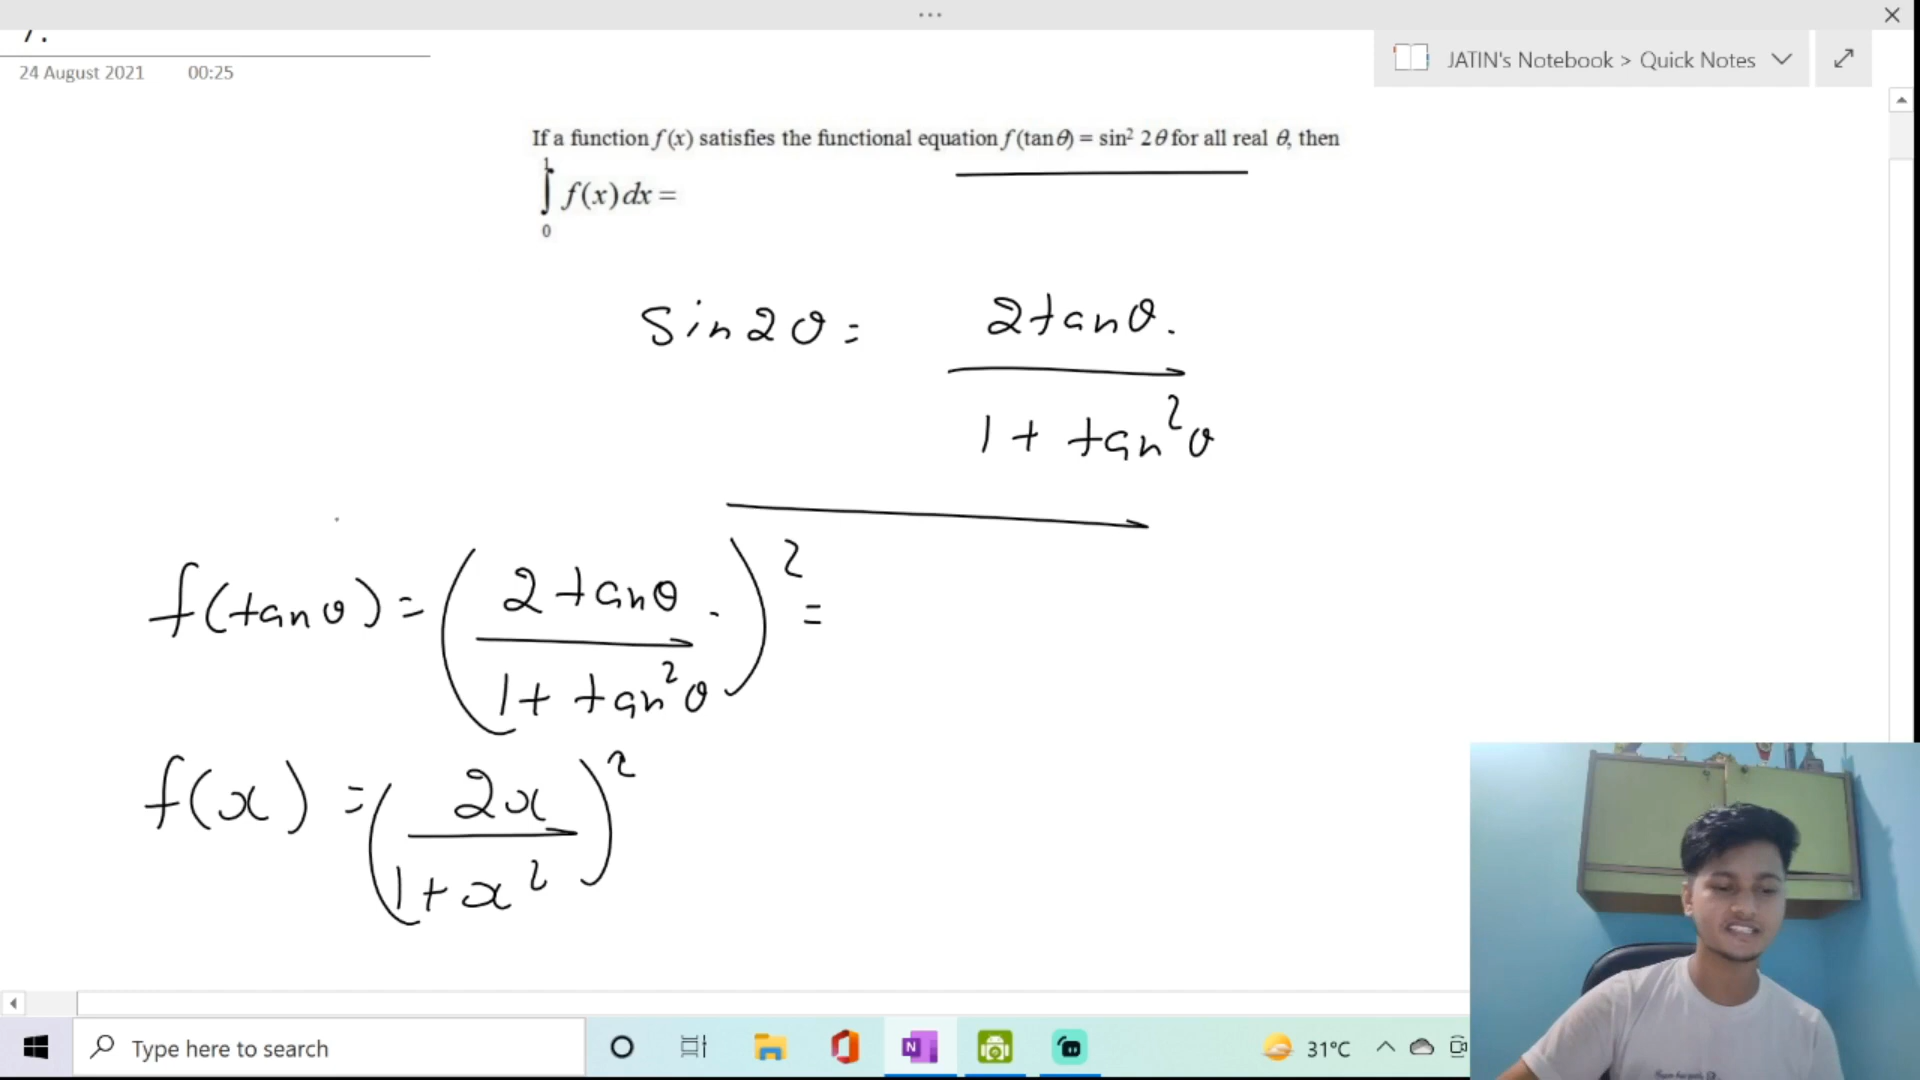 24 August 2021 00:25
JATIN's Notebook > Quick Notes
If a function f(x) satisfies the functional equation f(tanθ) = sin² 2θ for all real θ, then
∫₀¹ f(x)dx =
sin2θ = 2tanθ. / 1 + tan²θ
f(tanθ) = (2tanθ. / 1 + tan²θ)² =
f(x) = (2x / 1+x²)²
Type here to search
31°C